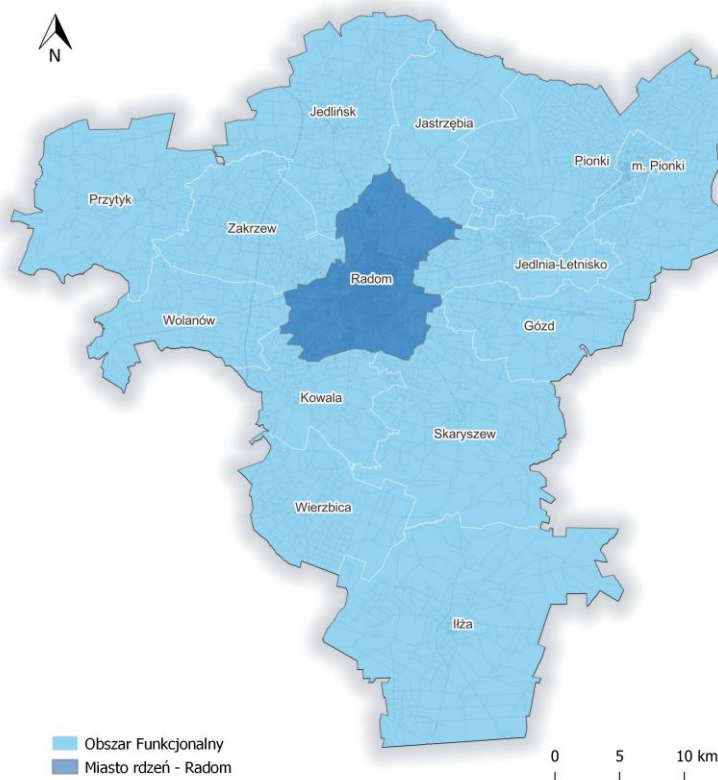 N
Jedlińsk
Jastrzębia
Pionki
m. Pionki
Przytyk
Zakrzew
Jedlnia-Letnisko
Radom
Wolanów
Gózd
Kowala
Skaryszew
Wierzbica
Iłża
Obszar Funkcjonalny
Miasto rdzeń - Radom
0 5 10 km